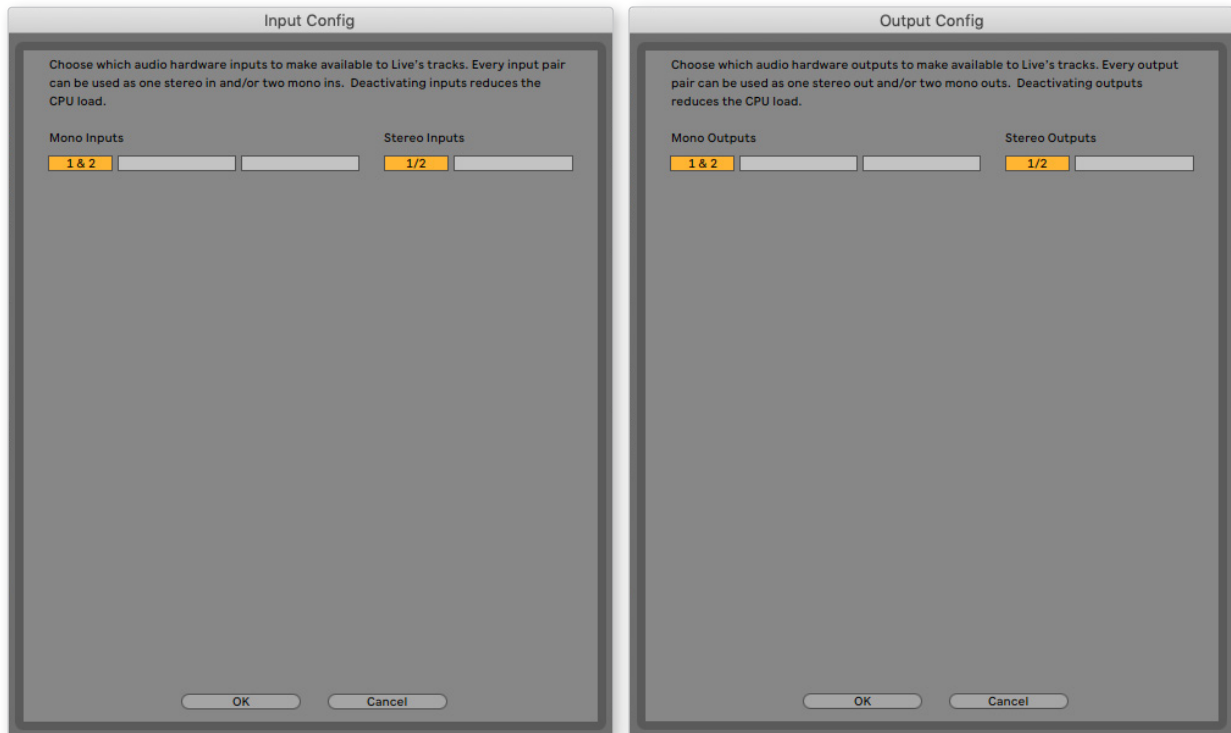 Input Config
Choose which audio hardware inputs to make available to Live's tracks. Every input pair
can be used as one stereo in and/or two mono ins. Deactivating inputs reduces the
CPU load.
Mono Inputs
Stereo Inputs
1 & 2
1/2
OK
Cancel
Output Config
Choose which audio hardware outputs to make available to Live's tracks. Every output
pair can be used as one stereo out and/or two mono outs. Deactivating outputs
reduces the CPU load.
Mono Outputs
Stereo Outputs
1 & 2
1/2
OK
Cancel